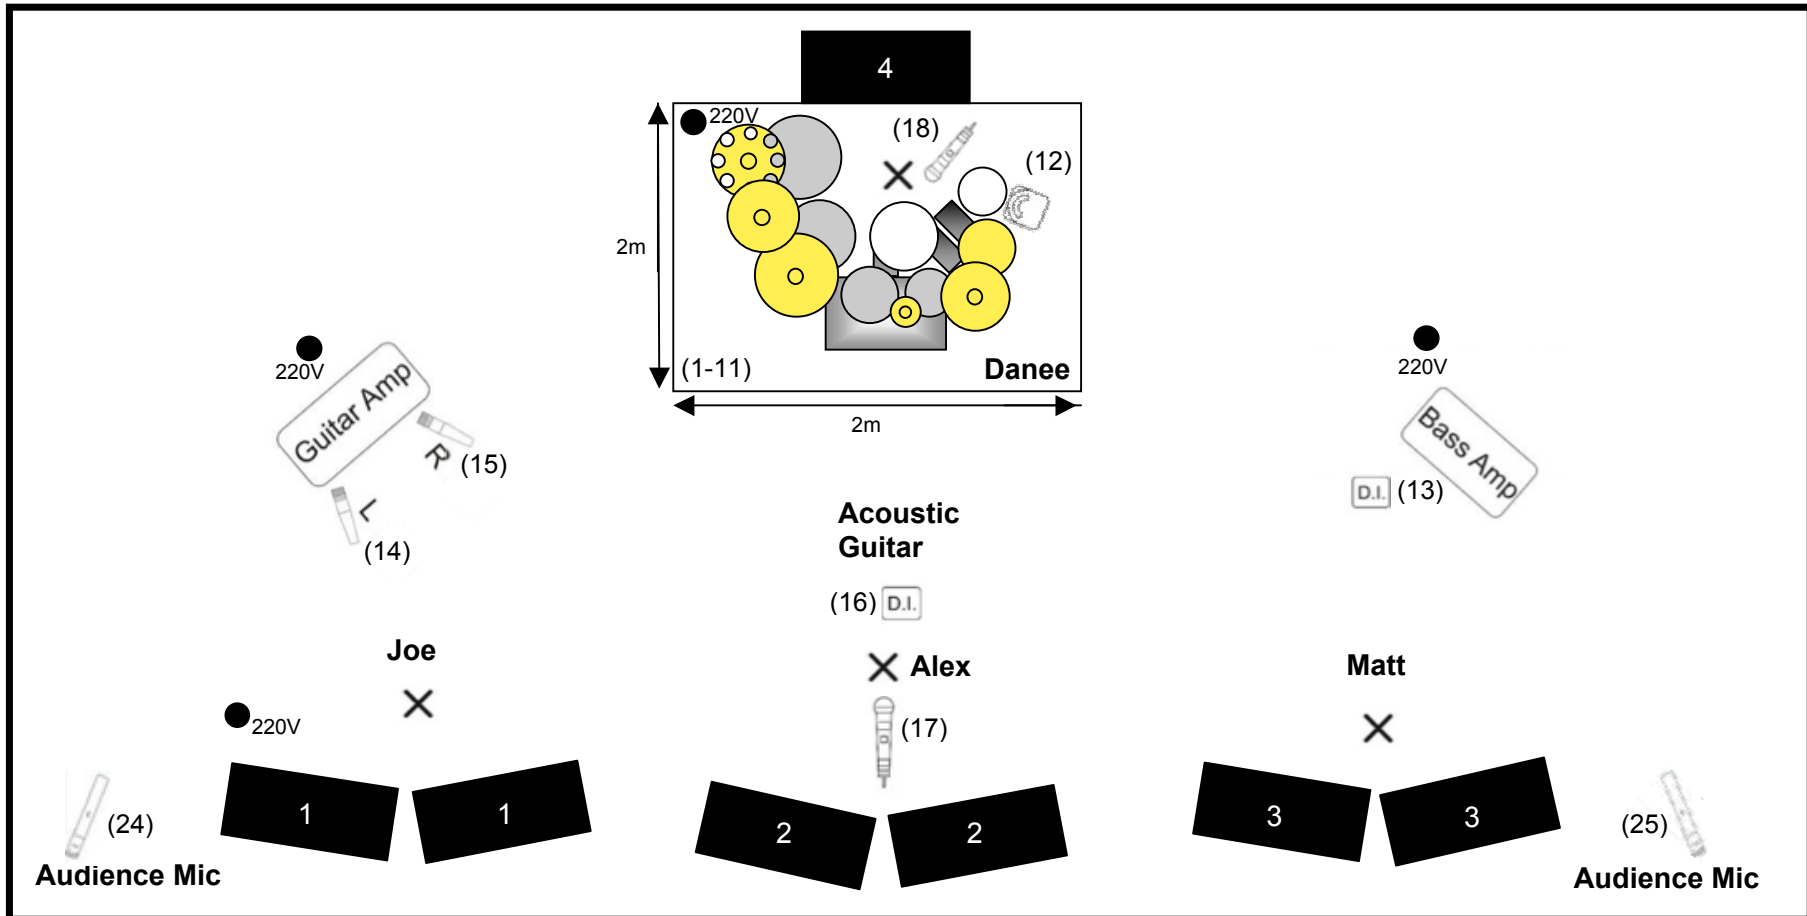 4
220V
(18)
(12)
2m
(1-11)
Danee
2m
220V
Guitar Amp
R
(15)
L
(14)
220V
Bass Amp
D.I.
(13)
Acoustic
Guitar
(16)
D.I.
Joe
Alex
Matt
220V
(17)
1
1
2
2
3
3
(24)
Audience Mic
(25)
Audience Mic